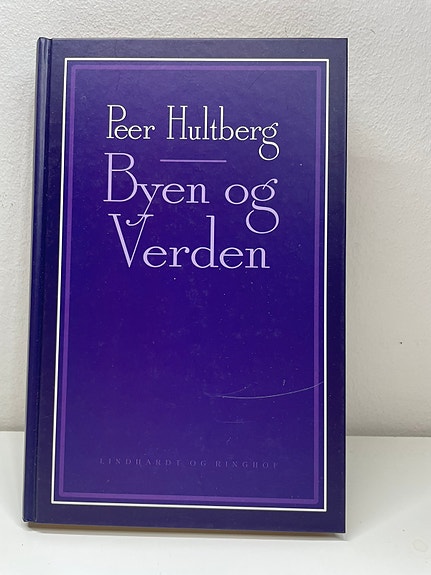 Peer Hultberg
Byen og
Verden
LINDHARDT OG RINGHOF